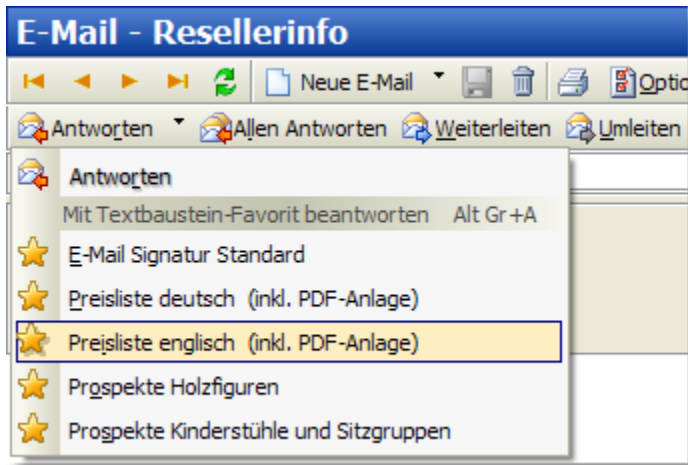 E-Mail - Resellerinfo
Neue E-Mail Optio
Antworten Allen Antworten Weiterleiten Umleiten
Antworten
Mit Textbaustein-Favorit beantworten Alt Gr+A
E-Mail Signatur Standard
Preisliste deutsch (inkl. PDF-Anlage)
Preisliste englisch (inkl. PDF-Anlage)
Prospekte Holzfiguren
Prospekte Kinderstühle und Sitzgruppen